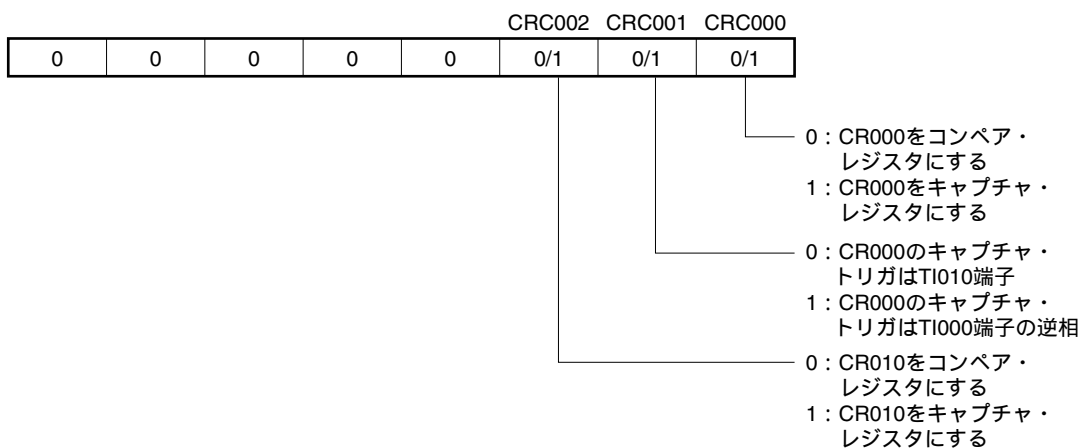 CRC002 CRC001 CRC000
0 0 0 0 0 0/1 0/1 0/1
0：CR000をコンペア・
レジスタにする
1：CR000をキャプチャ・
レジスタにする
0：CR000のキャプチャ・
トリガはTI010端子
1：CR000のキャプチャ・
トリガはTI000端子の逆相
0：CR010をコンペア・
レジスタにする
1：CR010をキャプチャ・
レジスタにする